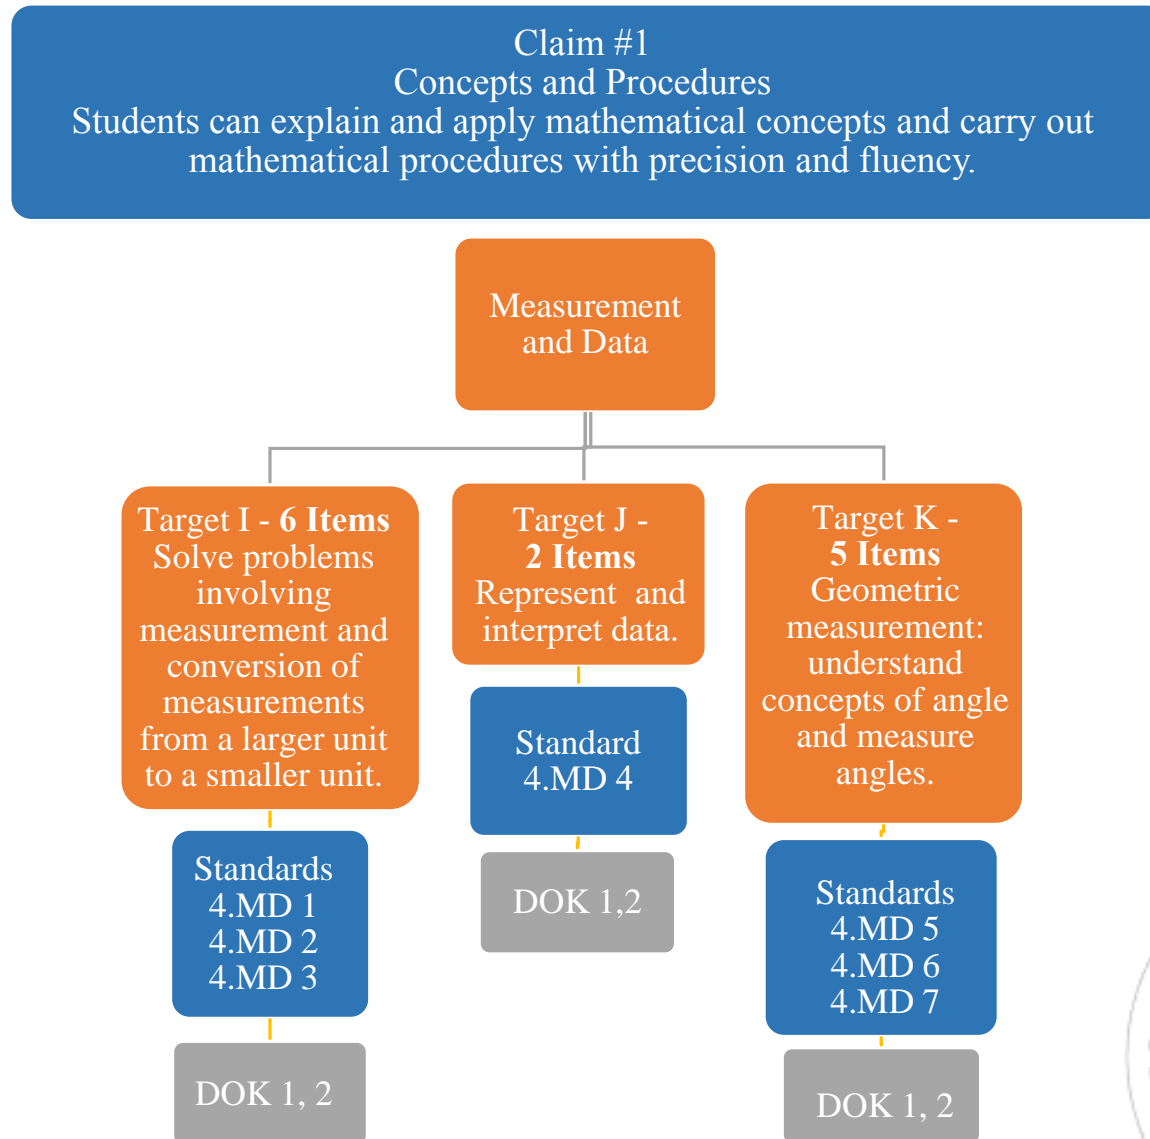 Claim #1
Concepts and Procedures
Students can explain and apply mathematical concepts and carry out
mathematical procedures with precision and fluency.
Measurement
and Data
Target I - 6 Items
Solve problems
involving
measurement and
conversion of
measurements
from a larger unit
to a smaller unit.
Standards
4.MD 1
4.MD 2
4.MD 3
DOK 1, 2
Target J -
2 Items
Represent and
interpret data.
Standard
4.MD 4
DOK 1,2
Target K -
5 Items
Geometric
measurement:
understand
concepts of angle
and measure
angles.
Standards
4.MD 5
4.MD 6
4.MD 7
DOK 1, 2